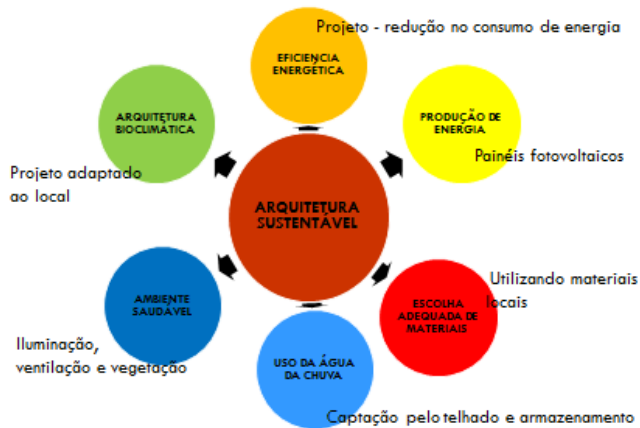 Projeto - redução no consumo de energia
EFICIENCIA
ENERGÉTICA
ARQUITETURA
BIOCLIMÁTICA
PRODUÇÃO DE
ENERGIA
Painéis fotovoltaicos
Projeto adaptado
ao local
ARQUITETURA
SUSTENTÁVEL
Utilizando materiais
locais
AMBIENTE
SAUDAVEL
ESCOLHA
ADEQUADA DE
MATERIAIS
Iluminação,
ventilação e vegetação
USO DA ÁGUA
DA CHUVA
Captação pelo telhado e armazenamento